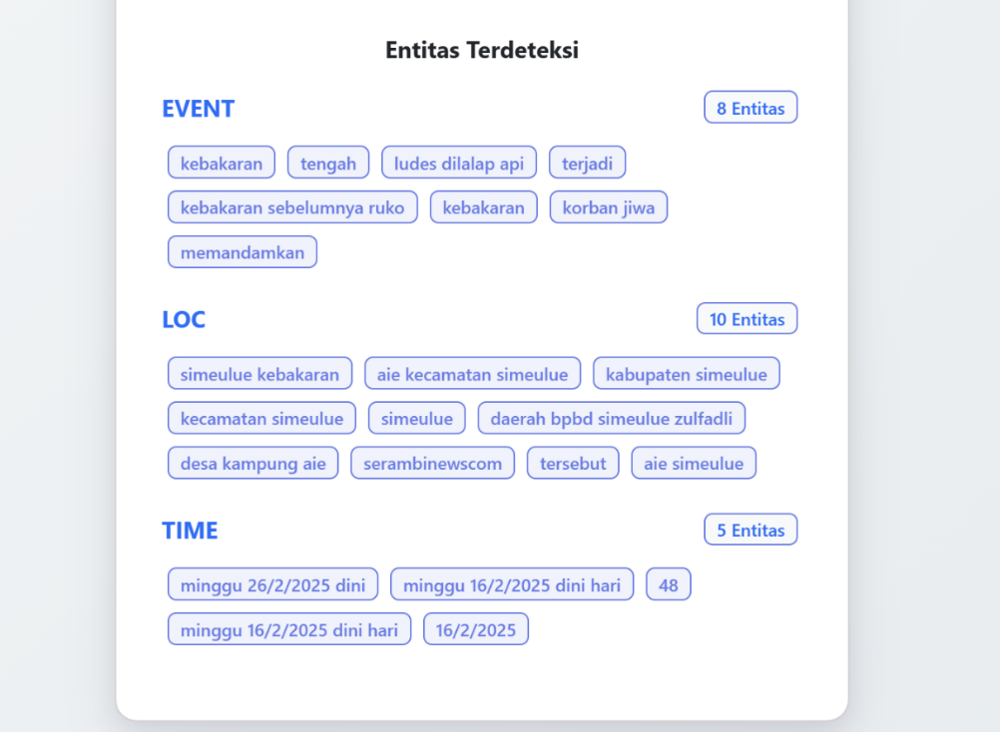 Entitas Terdeteksi
EVENT 8 Entitas
kebakaran tengah ludes dilalap api terjadi
kebakaran sebelumnya ruko kebakaran korban jiwa
memandamkan
LOC 10 Entitas
simeulue kebakaran aie kecamatan simeulue kabupaten simeulue
kecamatan simeulue simeulue daerah bpbd simeulue zulfadli
desa kampung aie serambinewscom tersebut aie simeulue
TIME 5 Entitas
minggu 26/2/2025 dini minggu 16/2/2025 dini hari 48
minggu 16/2/2025 dini hari 16/2/2025